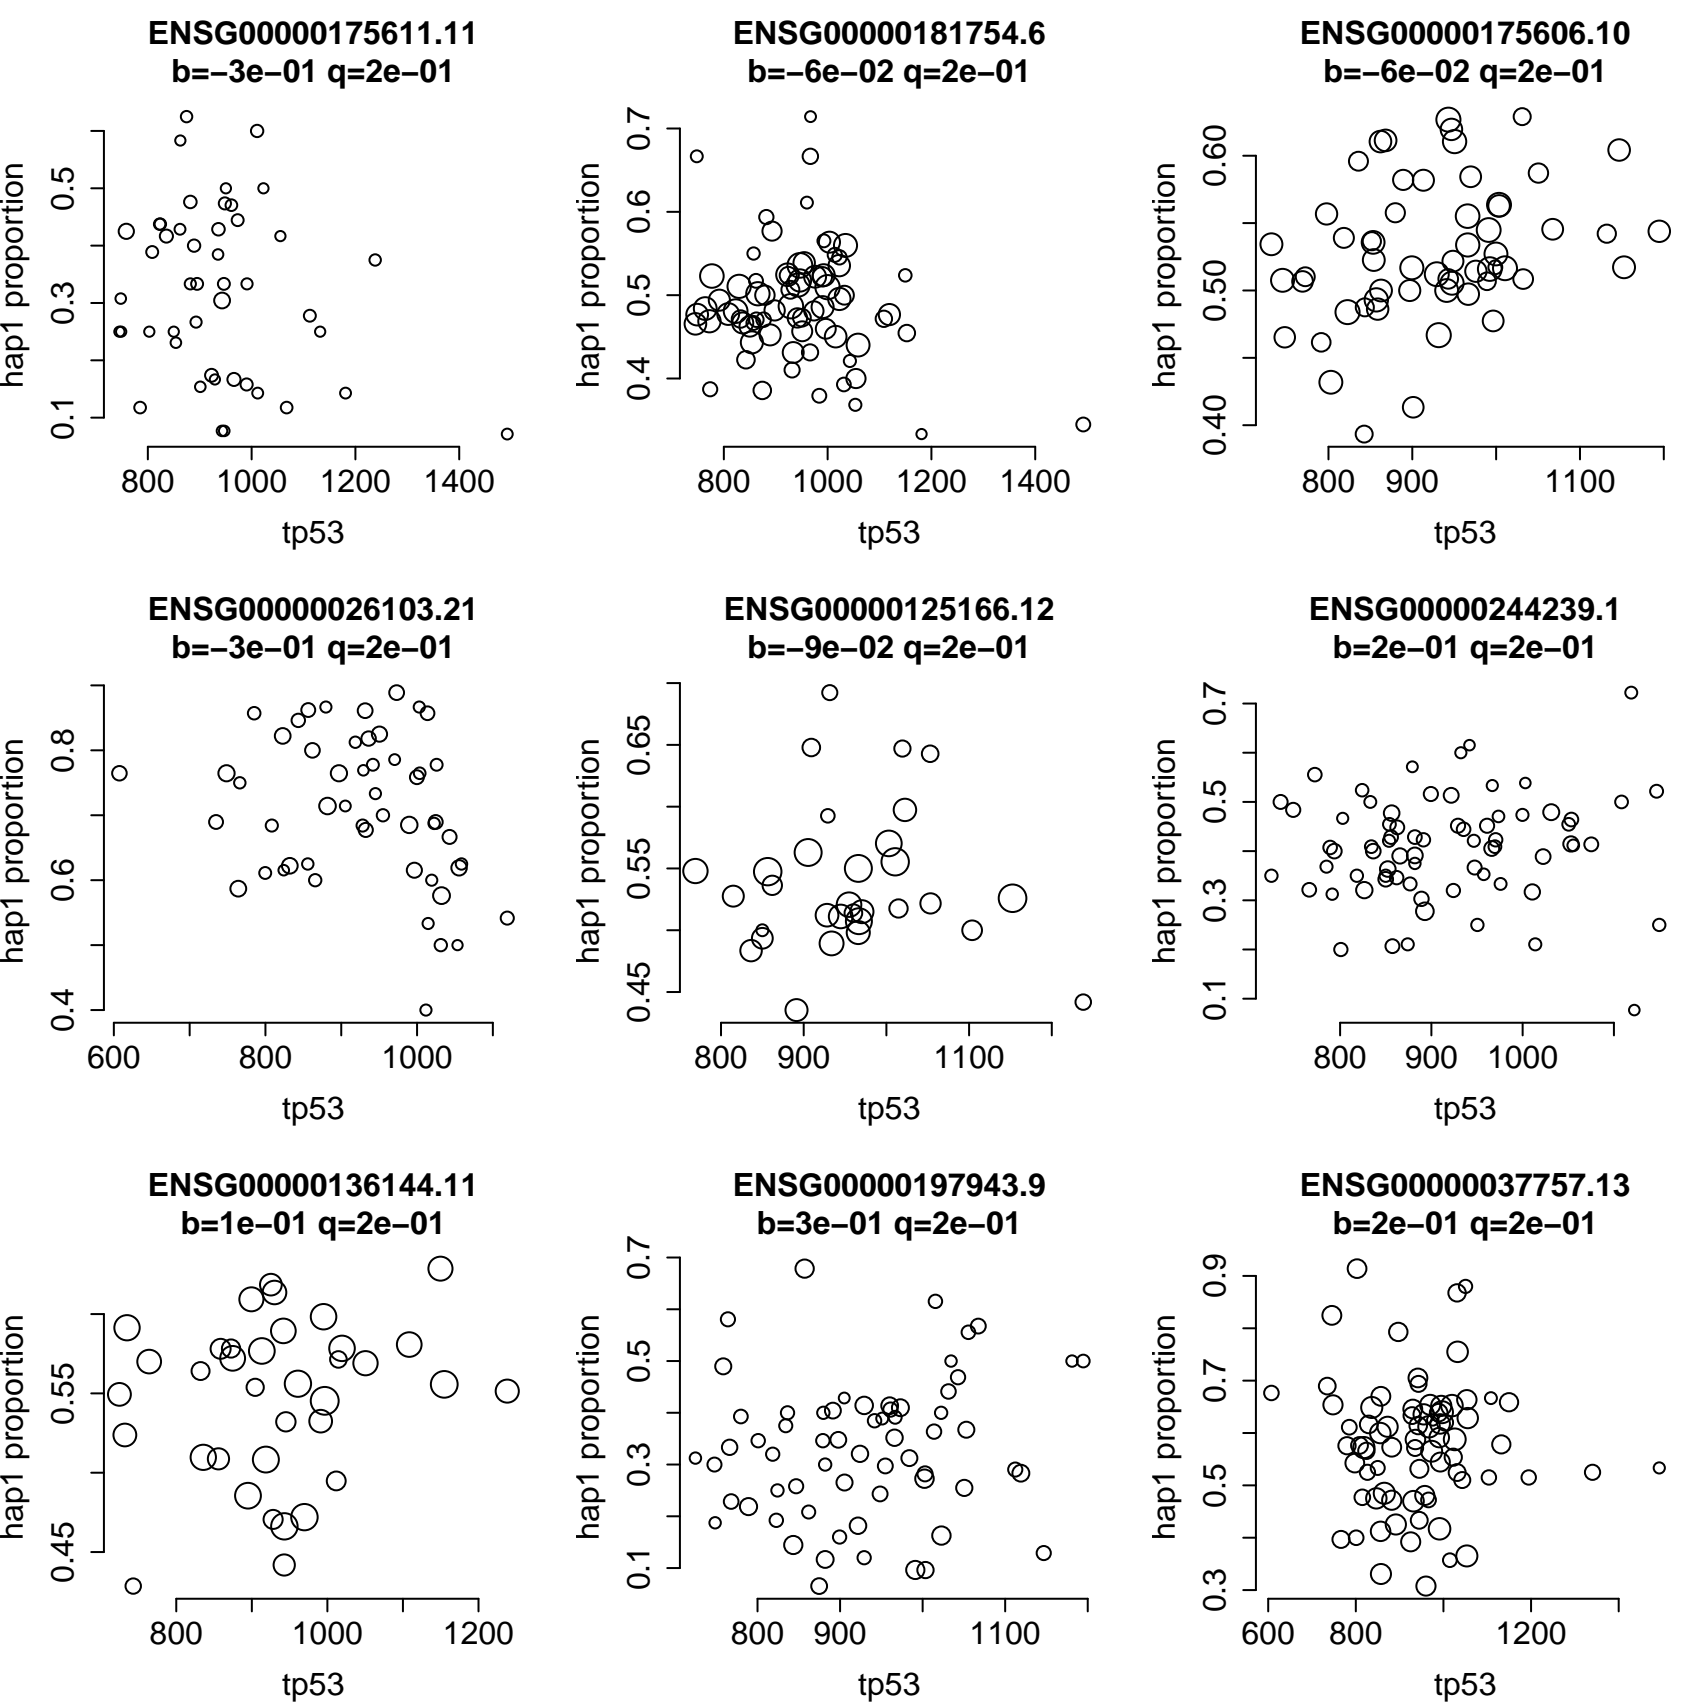 ENSG00000175611.11
b=−3e−01 q=2e−01
hap1 proportion
0.5
0.3
0.1
800 1000 1200 1400
tp53
ENSG00000181754.6
b=−6e−02 q=2e−01
hap1 proportion
0.7
0.6
0.5
0.4
800 1000 1200 1400
tp53
ENSG00000175606.10
b=−6e−02 q=2e−01
hap1 proportion
0.60
0.50
0.40
800 900 1100
tp53
ENSG00000026103.21
b=−3e−01 q=2e−01
hap1 proportion
0.8
0.6
0.4
600 800 1000
tp53
ENSG00000125166.12
b=−9e−02 q=2e−01
hap1 proportion
0.65
0.55
0.45
800 900 1100
tp53
ENSG00000244239.1
b=2e−01 q=2e−01
hap1 proportion
0.7
0.5
0.3
0.1
800 900 1000
tp53
ENSG00000136144.11
b=1e−01 q=2e−01
hap1 proportion
0.55
0.45
800 1000 1200
tp53
ENSG00000197943.9
b=3e−01 q=2e−01
hap1 proportion
0.7
0.5
0.3
0.1
800 900 1100
tp53
ENSG00000037757.13
b=2e−01 q=2e−01
hap1 proportion
0.9
0.7
0.5
0.3
600 800 1200
tp53